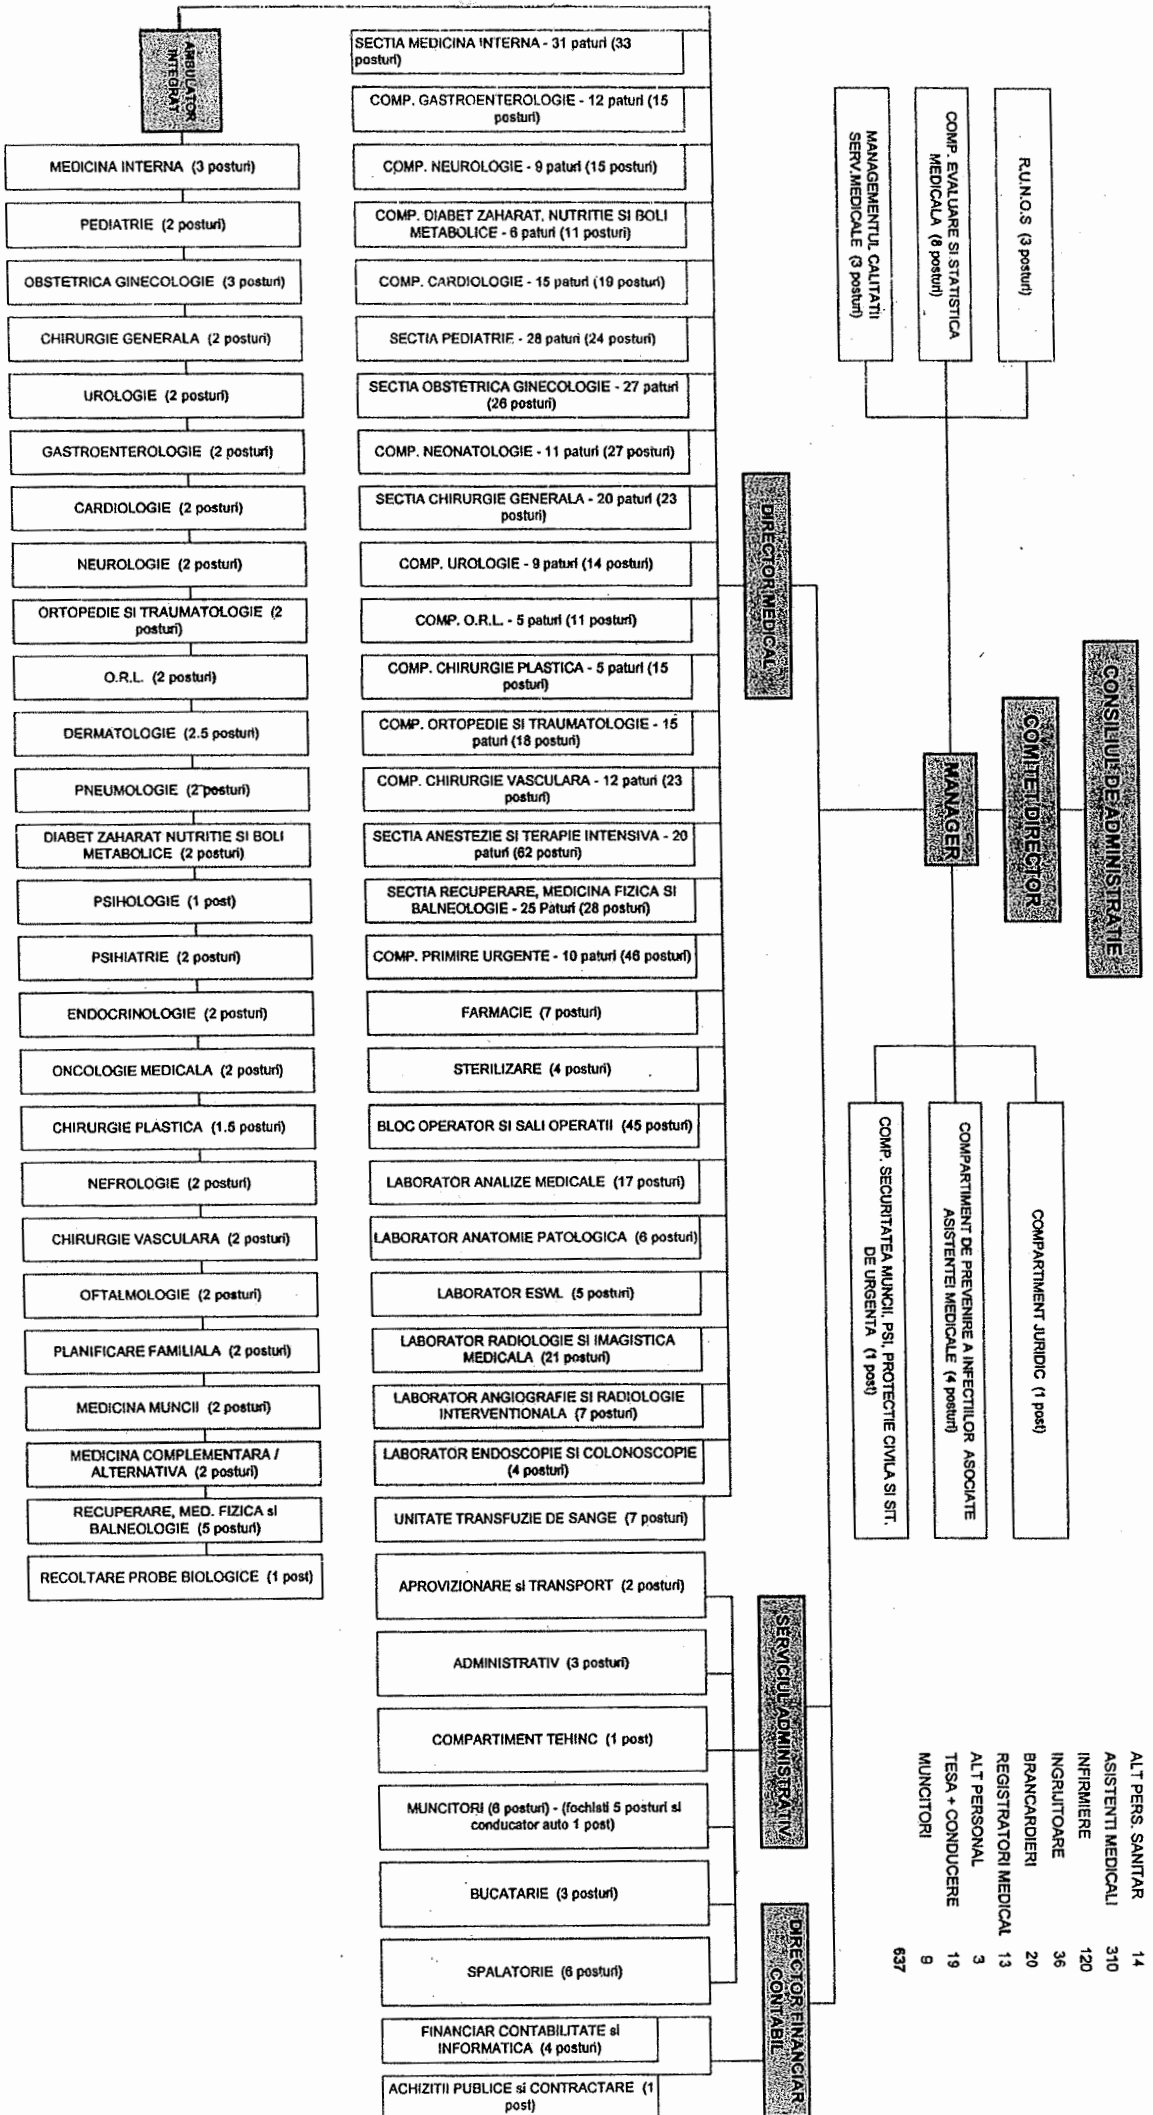 CONSILIUL DE ADMINISTRATIE
COMITET DIRECTOR
MANAGER
R.U.N.O.S (3 posturi)
COMP. EVALUARE SI STATISTICA
MEDICALA (8 posturi)
MANAGEMENTUL CALITATII
SERV.MEDICALE (3 posturi)
COMPARTIMENT JURIDIC (1 post)
COMPARTIMENT DE PREVENIRE A INFECTIILOR ASOCIATE
ASISTENTEI MEDICALE (4 posturi)
COMP. SECURITATEA MUNCII, PSI, PROTECTIE CIVILA SI SIT.
DE URGENTA (1 post)
ALT PERS. SANITAR 14
ASISTENTI MEDICALI 310
INFIRMIERE 120
INGRIJITOARE 36
BRANCARDIERI 20
REGISTRATORI MEDICAL 13
ALT PERSONAL 3
TESA + CONDUCERE 19
MUNCITORI 9
637
DIRECTOR MEDICAL
SECTIA MEDICINA INTERNA - 31 paturi (33
posturi)
COMP. GASTROENTEROLOGIE - 12 paturi (15
posturi)
COMP. NEUROLOGIE - 9 paturi (15 posturi)
COMP. DIABET ZAHARAT, NUTRITIE SI BOLI
METABOLICE - 6 paturi (11 posturi)
COMP. CARDIOLOGIE - 15 paturi (19 posturi)
SECTIA PEDIATRIE - 28 paturi (24 posturi)
SECTIA OBSTETRICA GINECOLOGIE - 27 paturi
(26 posturi)
COMP. NEONATOLOGIE - 11 paturi (27 posturi)
SECTIA CHIRURGIE GENERALA - 20 paturi (23
posturi)
COMP. UROLOGIE - 9 paturi (14 posturi)
COMP. O.R.L. - 5 paturi (11 posturi)
COMP. CHIRURGIE PLASTICA - 5 paturi (15
posturi)
COMP. ORTOPEDIE SI TRAUMATOLOGIE - 15
paturi (18 posturi)
COMP. CHIRURGIE VASCULARA - 12 paturi (23
posturi)
SECTIA ANESTEZIE SI TERAPIE INTENSIVA - 20
paturi (62 posturi)
SECTIA RECUPERARE, MEDICINA FIZICA SI
BALNEOLOGIE - 25 Paturi (28 posturi)
COMP. PRIMIRE URGENTE - 10 paturi (46 posturi)
FARMACIE (7 posturi)
STERILIZARE (4 posturi)
BLOC OPERATOR SI SALI OPERATII (45 posturi)
LABORATOR ANALIZE MEDICALE (17 posturi)
LABORATOR ANATOMIE PATOLOGICA (6 posturi)
LABORATOR ESWL (5 posturi)
LABORATOR RADIOLOGIE SI IMAGISTICA
MEDICALA (21 posturi)
LABORATOR ANGIOGRAFIE SI RADIOLOGIE
INTERVENTIONALA (7 posturi)
LABORATOR ENDOSCOPIE SI COLONOSCOPIE
(4 posturi)
UNITATE TRANSFUZIE DE SANGE (7 posturi)
AMBULATOR
INTEGRAT
MEDICINA INTERNA (3 posturi)
PEDIATRIE (2 posturi)
OBSTETRICA GINECOLOGIE (3 posturi)
CHIRURGIE GENERALA (2 posturi)
UROLOGIE (2 posturi)
GASTROENTEROLOGIE (2 posturi)
CARDIOLOGIE (2 posturi)
NEUROLOGIE (2 posturi)
ORTOPEDIE SI TRAUMATOLOGIE (2
posturi)
O.R.L. (2 posturi)
DERMATOLOGIE (2.5 posturi)
PNEUMOLOGIE (2 posturi)
DIABET ZAHARAT NUTRITIE SI BOLI
METABOLICE (2 posturi)
PSIHOLOGIE (1 post)
PSIHIATRIE (2 posturi)
ENDOCRINOLOGIE (2 posturi)
ONCOLOGIE MEDICALA (2 posturi)
CHIRURGIE PLASTICA (1.5 posturi)
NEFROLOGIE (2 posturi)
CHIRURGIE VASCULARA (2 posturi)
OFTALMOLOGIE (2 posturi)
PLANIFICARE FAMILIALA (2 posturi)
MEDICINA MUNCII (2 posturi)
MEDICINA COMPLEMENTARA /
ALTERNATIVA (2 posturi)
RECUPERARE, MED. FIZICA si
BALNEOLOGIE (5 posturi)
RECOLTARE PROBE BIOLOGICE (1 post)
SERVICIUL ADMINISTRATIV
APROVIZIONARE si TRANSPORT (2 posturi)
ADMINISTRATIV (3 posturi)
COMPARTIMENT TEHINC (1 post)
MUNCITORI (6 posturi) - (fochisti 5 posturi si
conducator auto 1 post)
BUCATARIE (3 posturi)
SPALATORIE (6 posturi)
DIRECTOR FINANCIAR
CONTABIL
FINANCIAR CONTABILITATE si
INFORMATICA (4 posturi)
ACHIZITII PUBLICE si CONTRACTARE (1
post)